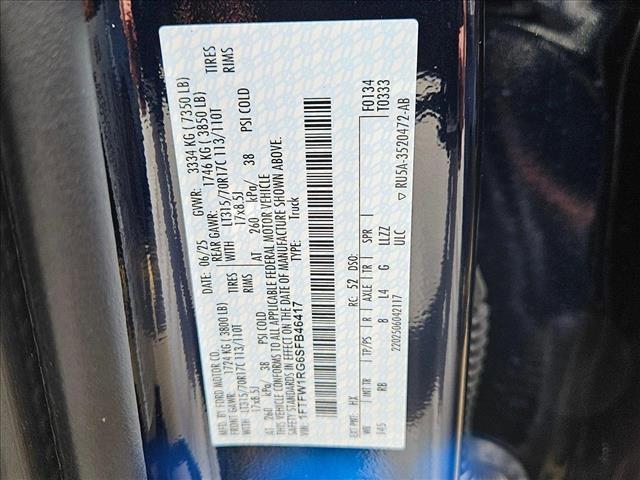 MFD. BY FORD MOTOR CO.
DATE: 06/25 GVWR: 3334 KG ( 7350 LB)
FRONT GAWR: 1724 KG (3800 LB) REAR GAWR: 1746 KG ( 3850 LB)
WITH LT315/70R17C 113/110T TIRES WITH LT315/70R17C 113/110T TIRES
17x8.5J RIMS 17x8.5J RIMS
AT 260 kPa/ 38 PSI COLD AT 260 kPa/ 38 PSI COLD
THIS VEHICLE CONFORMS TO ALL APPLICABLE FEDERAL MOTOR VEHICLE
SAFETY STANDARDS IN EFFECT ON THE DATE OF MANUFACTURE SHOWN ABOVE.
VIN: 1FTFW1RG6SFB46417 TYPE: Truck
F0134
T0333
EXT PNT: HX RC: 52 DSO:
WB INT TR TP/PS R AXLE TR SPR
145 RB 8 L4 G LLZZ
ULC
2202506042117
▽ RU5A-3520472-AB